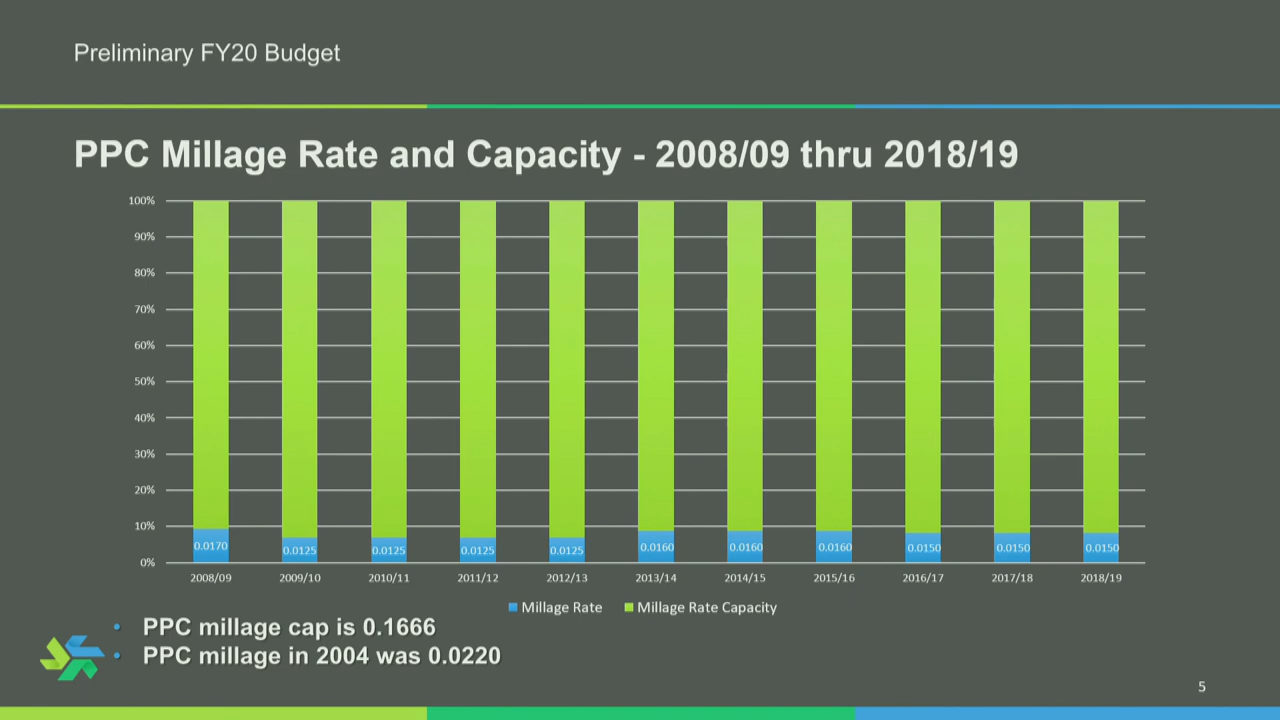 Preliminary FY20 Budget
PPC Millage Rate and Capacity - 2008/09 thru 2018/19
100%
90%
80%
70%
60%
50%
40%
30%
20%
10%
0%
0.0170 0.0125 0.0125 0.0125 0.0125 0.0160 0.0160 0.0160 0.0150 0.0150 0.0150
2008/09 2009/10 2010/11 2011/12 2012/13 2013/14 2014/15 2015/16 2016/17 2017/18 2018/19
Millage Rate Millage Rate Capacity
• PPC millage cap is 0.1666
• PPC millage in 2004 was 0.0220
5